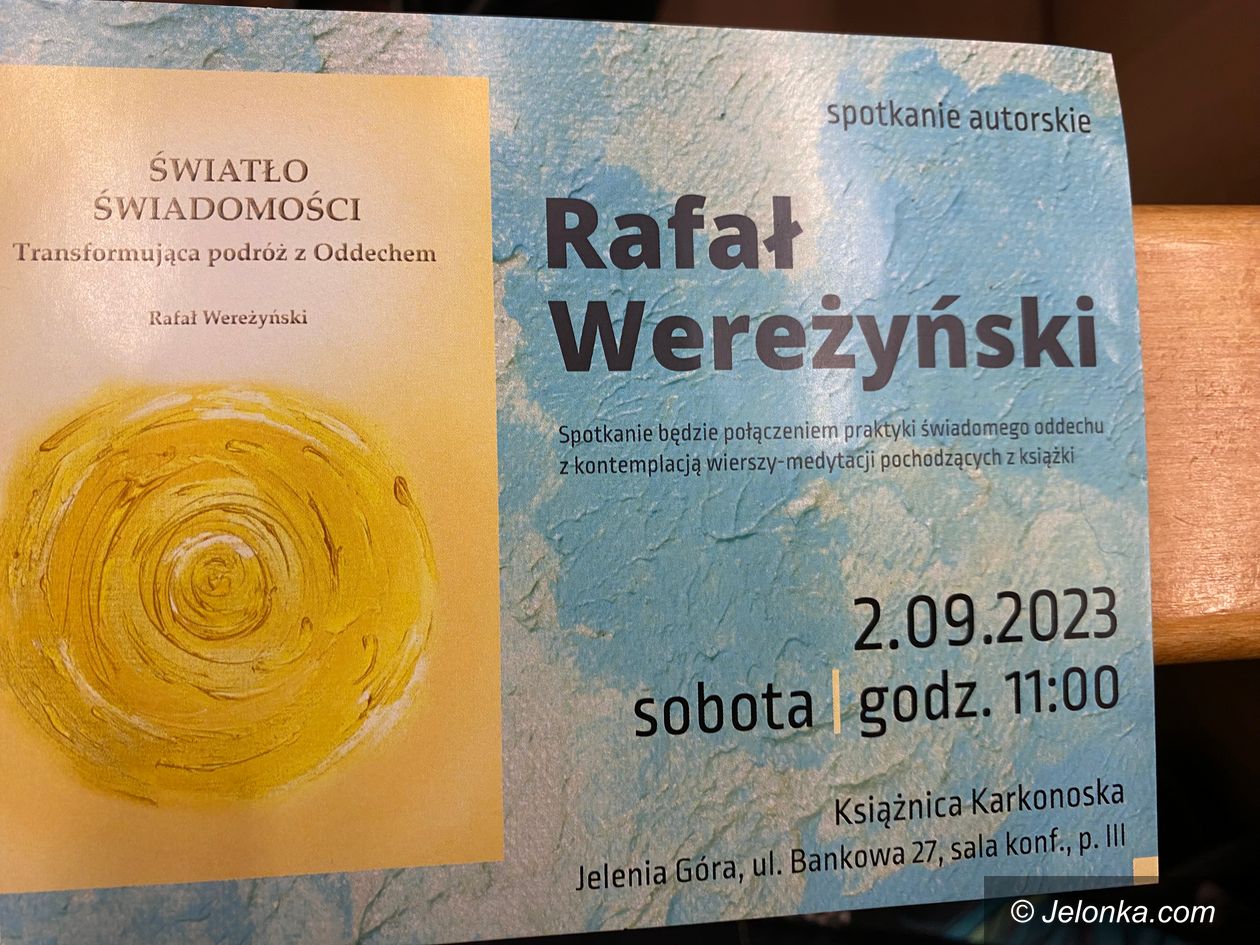 ŚWIATŁO
ŚWIADOMOŚCI
Transformująca podróż z Oddechem
Rafał Wereżyński
spotkanie autorskie
Rafał
Wereżyński
Spotkanie będzie połączeniem praktyki świadomego oddechu
z kontemplacją wierszy-medytacji pochodzących z książki
2.09.2023
sobota | godz. 11:00
Książnica Karkonoska
Jelenia Góra, ul. Bankowa 27, sala konf., p. III
© Jelonka.com